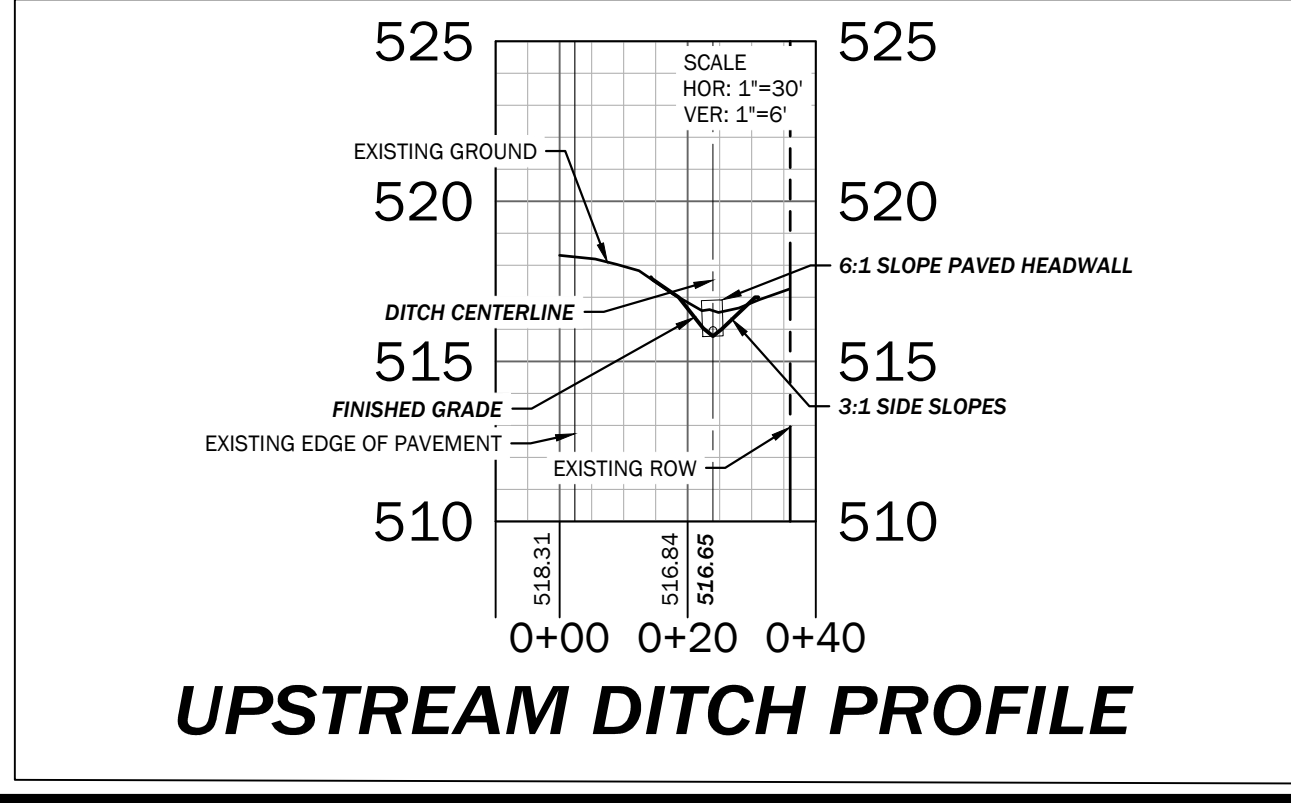 525
525
SCALE
HOR: 1"=30'
VER: 1"=6'
EXISTING GROUND
520
520
6:1 SLOPE PAVED HEADWALL
DITCH CENTERLINE
515
515
FINISHED GRADE
3:1 SIDE SLOPES
EXISTING EDGE OF PAVEMENT
EXISTING ROW
510
510
518.31
516.84
516.65
0+00
0+20
0+40
UPSTREAM DITCH PROFILE